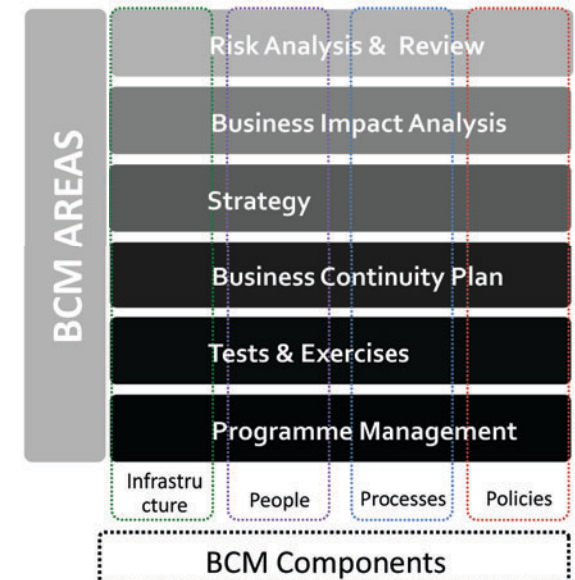 BCM AREAS
Risk Analysis & Review
Business Impact Analysis
Strategy
Business Continuity Plan
Tests & Exercises
Programme Management
Infrastru
cture
People
Processes
Policies
BCM Components